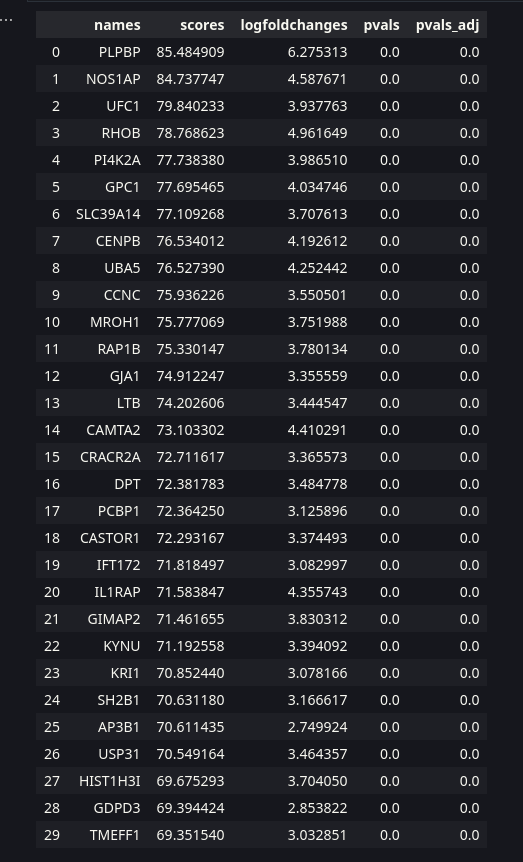 ...
names scores logfoldchanges pvals pvals_adj
0 PLPBP 85.484909 6.275313 0.0 0.0
1 NOS1AP 84.737747 4.587671 0.0 0.0
2 UFC1 79.840233 3.937763 0.0 0.0
3 RHOB 78.768623 4.961649 0.0 0.0
4 PI4K2A 77.738380 3.986510 0.0 0.0
5 GPC1 77.695465 4.034746 0.0 0.0
6 SLC39A14 77.109268 3.707613 0.0 0.0
7 CENPB 76.534012 4.192612 0.0 0.0
8 UBA5 76.527390 4.252442 0.0 0.0
9 CCNC 75.936226 3.550501 0.0 0.0
10 MROH1 75.777069 3.751988 0.0 0.0
11 RAP1B 75.330147 3.780134 0.0 0.0
12 GJA1 74.912247 3.355559 0.0 0.0
13 LTB 74.202606 3.444547 0.0 0.0
14 CAMTA2 73.103302 4.410291 0.0 0.0
15 CRACR2A 72.711617 3.365573 0.0 0.0
16 DPT 72.381783 3.484778 0.0 0.0
17 PCBP1 72.364250 3.125896 0.0 0.0
18 CASTOR1 72.293167 3.374493 0.0 0.0
19 IFT172 71.818497 3.082997 0.0 0.0
20 IL1RAP 71.583847 4.355743 0.0 0.0
21 GIMAP2 71.461655 3.830312 0.0 0.0
22 KYNU 71.192558 3.394092 0.0 0.0
23 KRI1 70.852440 3.078166 0.0 0.0
24 SH2B1 70.631180 3.166617 0.0 0.0
25 AP3B1 70.611435 2.749924 0.0 0.0
26 USP31 70.549164 3.464357 0.0 0.0
27 HIST1H3I 69.675293 3.704050 0.0 0.0
28 GDPD3 69.394424 2.853822 0.0 0.0
29 TMEFF1 69.351540 3.032851 0.0 0.0